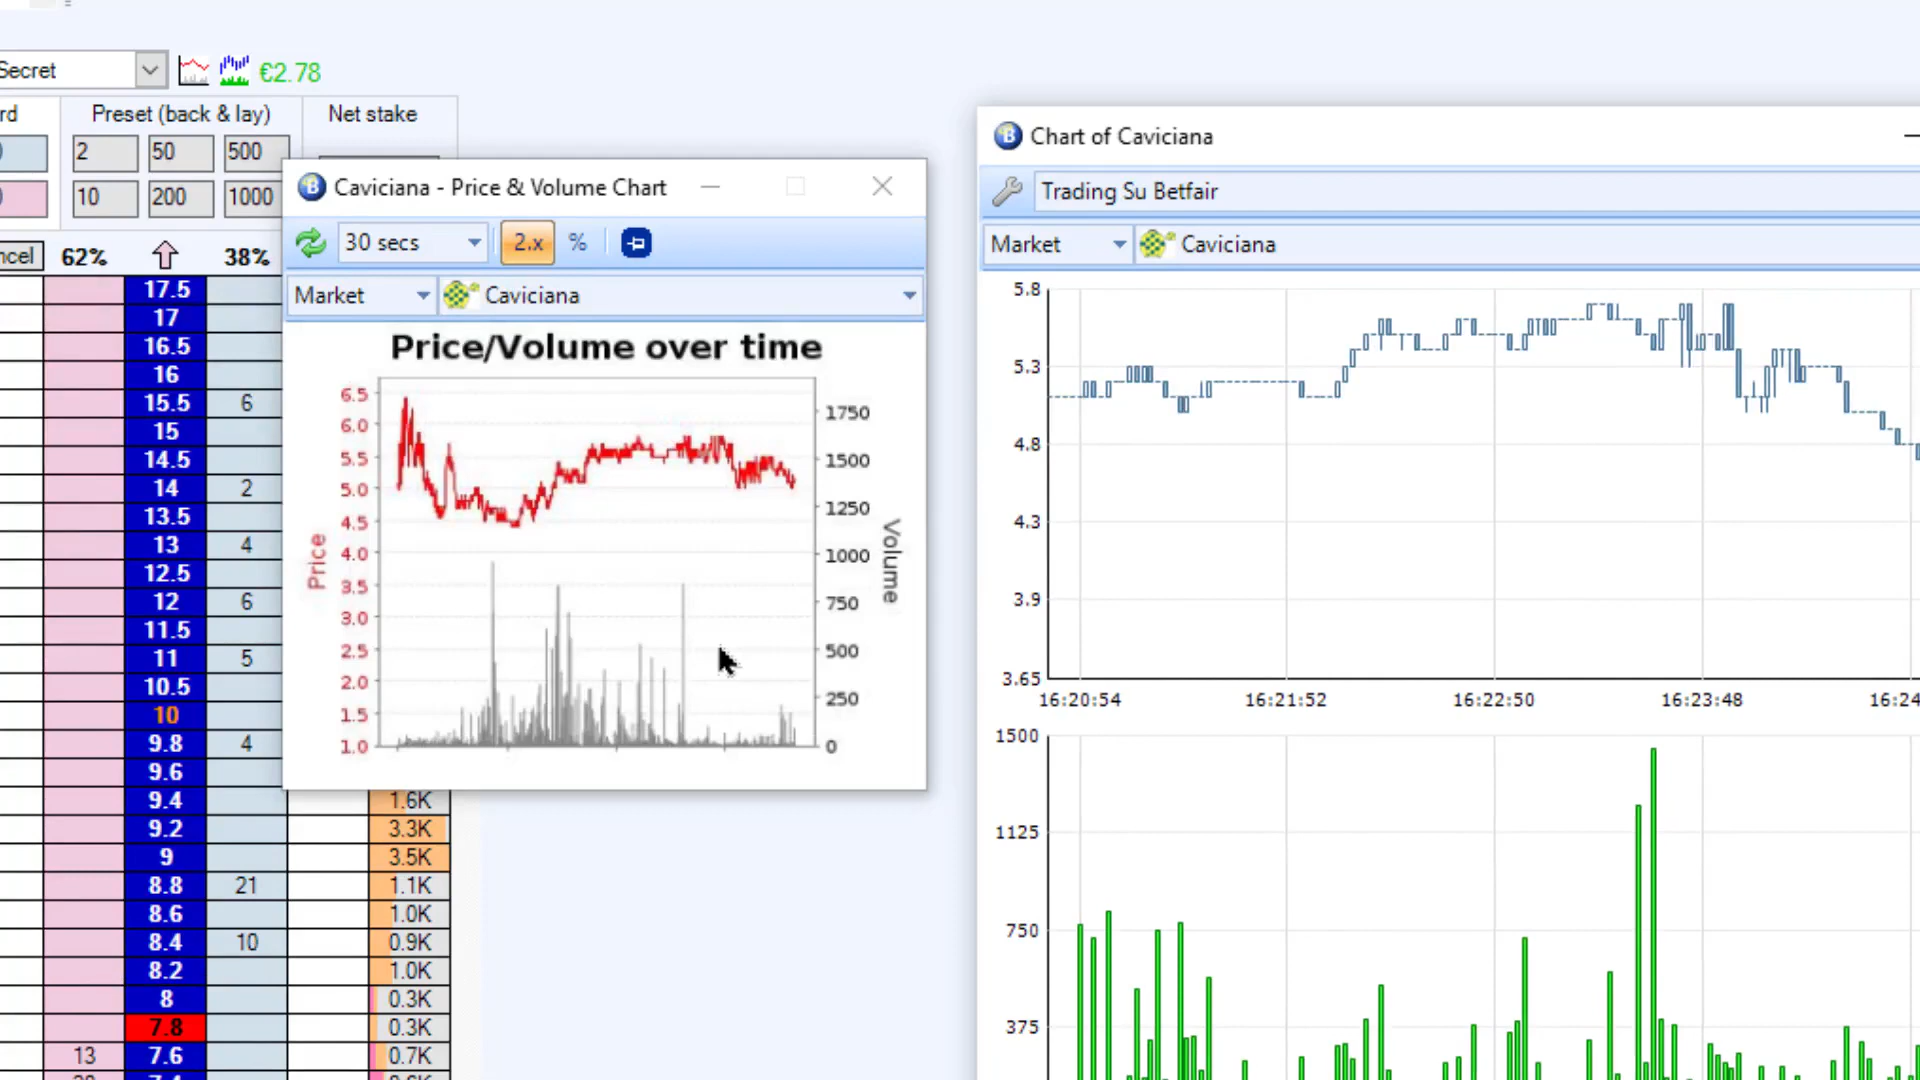 Secret
€2.78
rd
Preset (back & lay)
Net stake
2
50
500
10
200
1000
ncel
62%
38%
17.5
17
16.5
16
15.5 6
15
14.5
14 2
13.5
13 4
12.5
12 6
11.5
11 5
10.5
10
9.8 4
9.6
9.4 1.6K
9.2 3.3K
9 3.5K
8.8 21 1.1K
8.6 1.0K
8.4 10 0.9K
8.2 1.0K
8 0.3K
7.8 0.3K
13 7.6 0.7K
Caviciana - Price & Volume Chart
30 secs
2.x
%
Market
Caviciana
Price/Volume over time
6.5
6.0
5.5
5.0
4.5
4.0
3.5
3.0
2.5
2.0
1.5
1.0
Price
1750
1500
1250
1000
750
500
250
0
Volume
Chart of Caviciana
Trading Su Betfair
Market
Caviciana
5.8
5.3
4.8
4.3
3.9
3.65
16:20:54
16:21:52
16:22:50
16:23:48
16:24
1500
1125
750
375